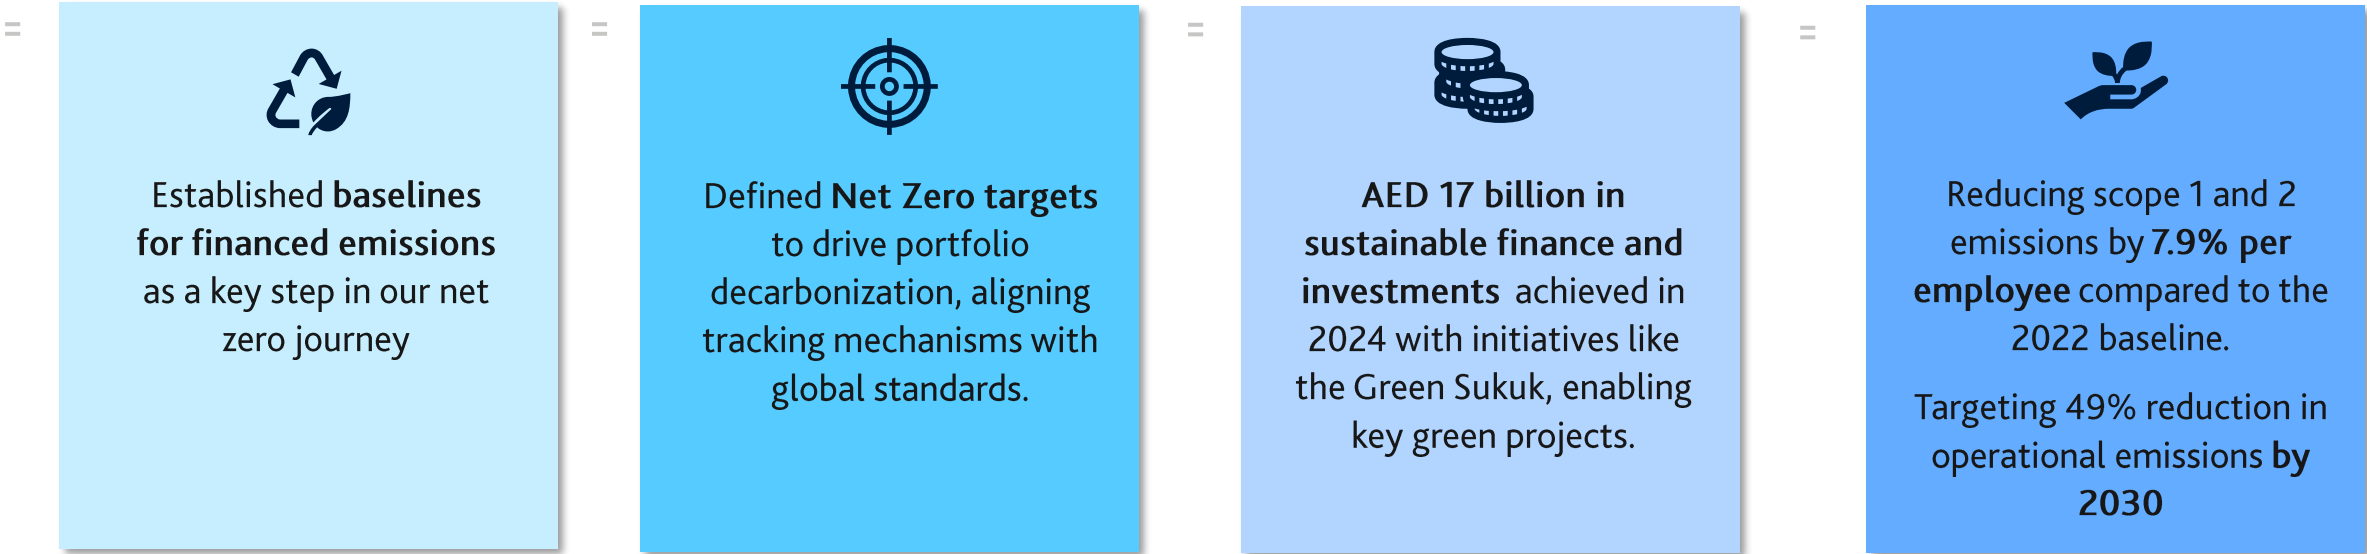 Established baselines
for financed emissions
as a key step in our net
zero journey
Defined Net Zero targets
to drive portfolio
decarbonization, aligning
tracking mechanisms with
global standards.
AED 17 billion in
sustainable finance and
investments achieved in
2024 with initiatives like
the Green Sukuk, enabling
key green projects.
Reducing scope 1 and 2
emissions by 7.9% per
employee compared to the
2022 baseline.
Targeting 49% reduction in
operational emissions by
2030